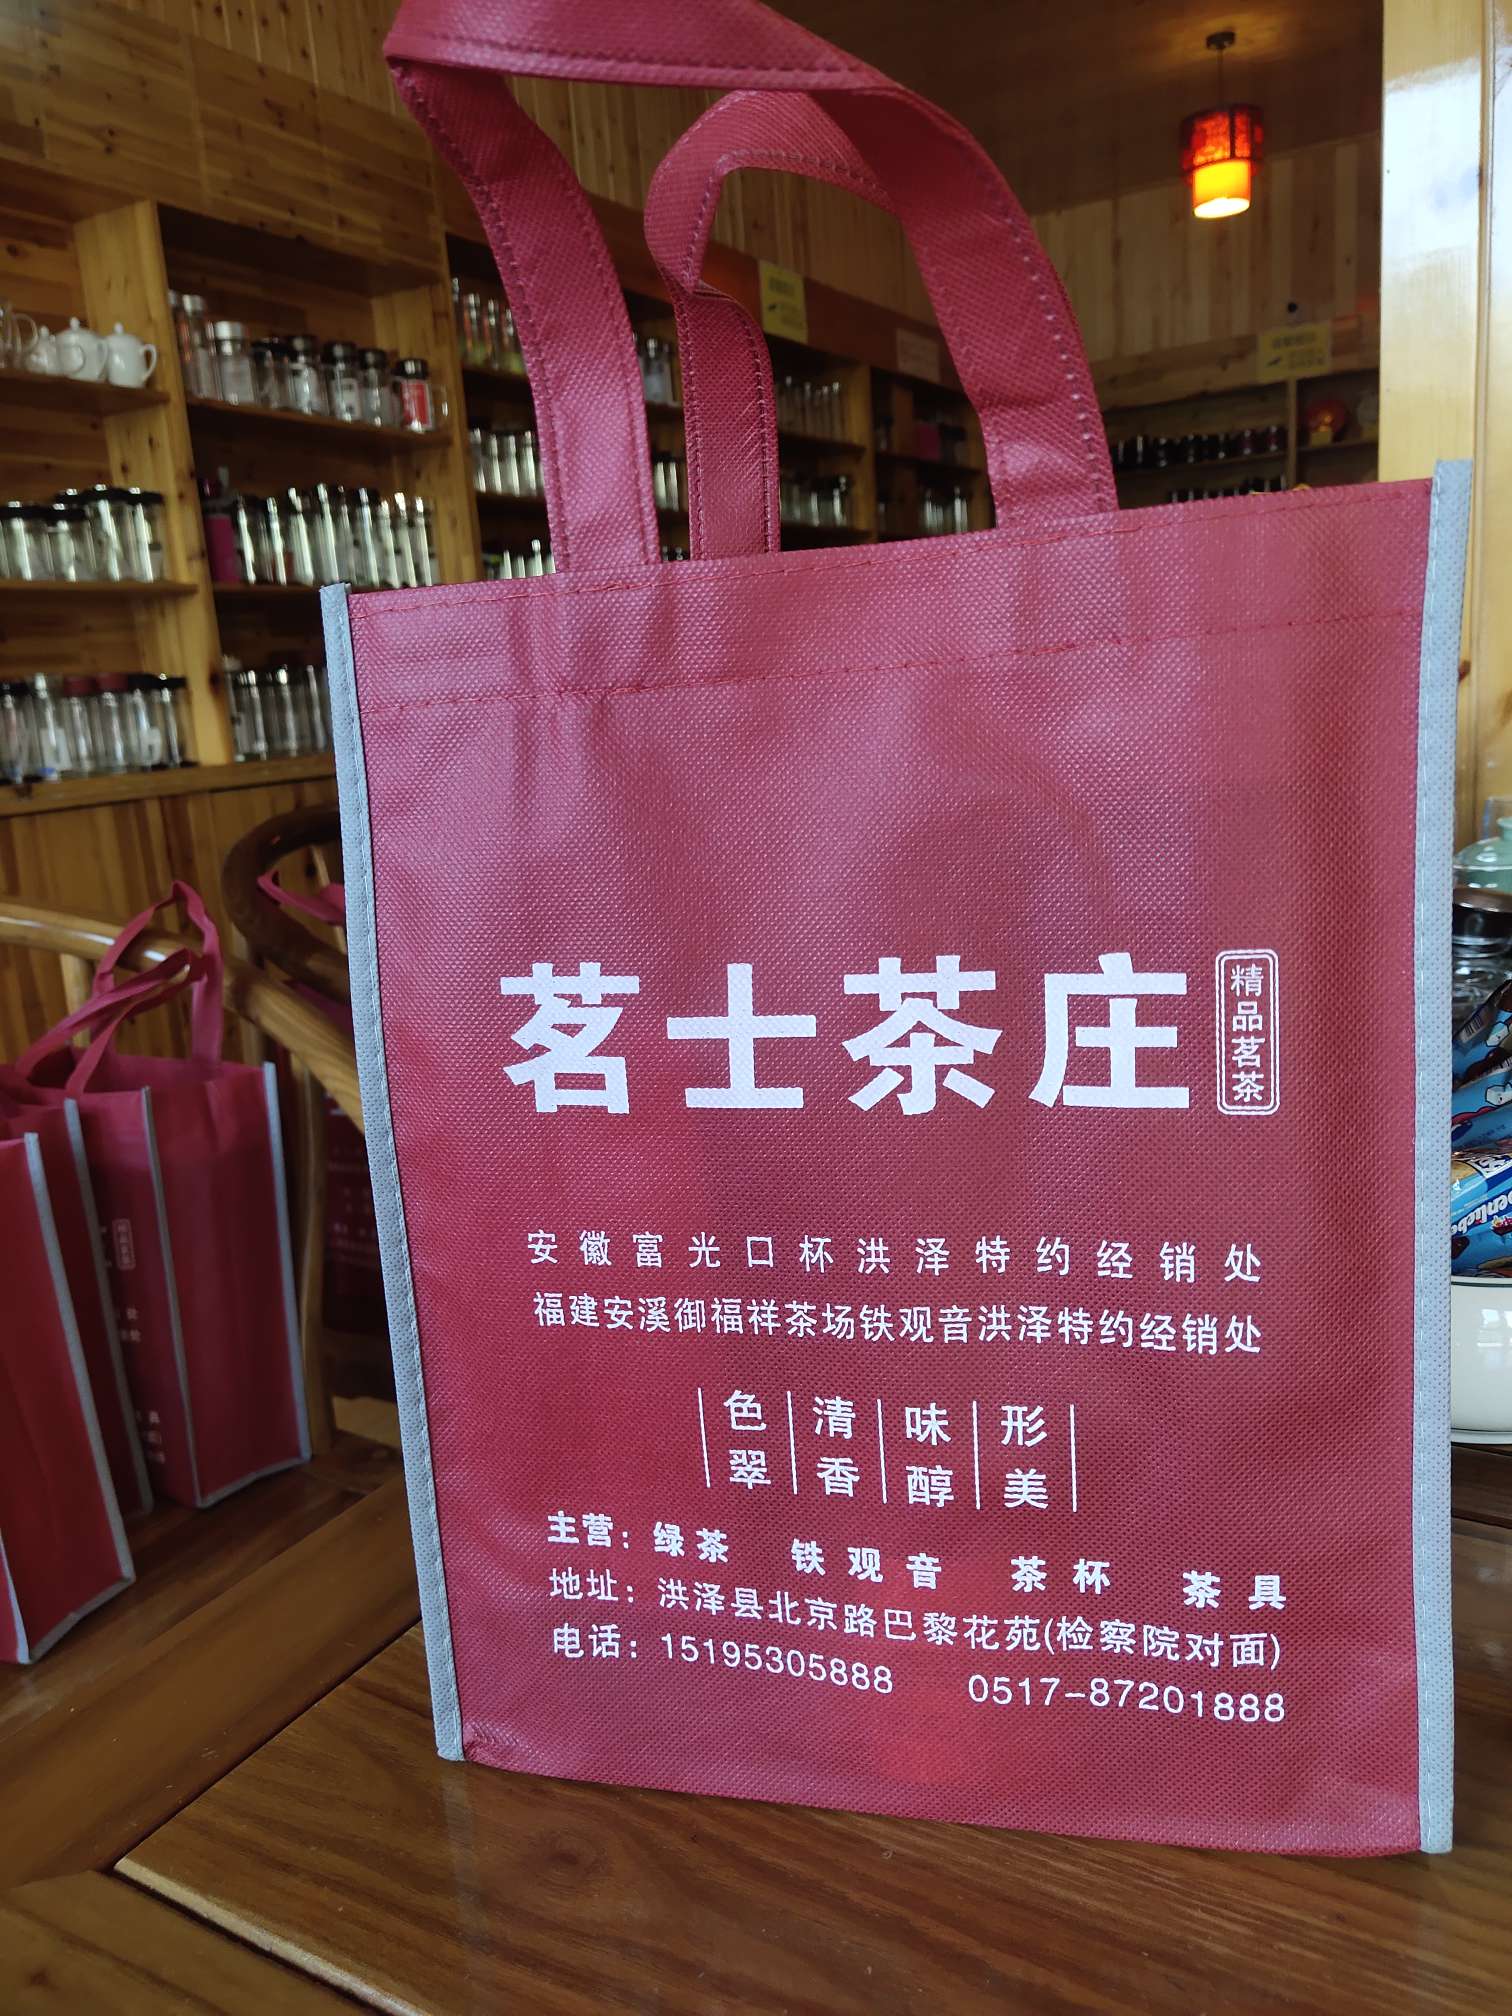 茗士茶庄
精品茗茶
安徽富光口杯洪泽特约经销处
福建安溪御福祥茶场铁观音洪泽特约经销处
色翠 清香 味醇 形美
主营：绿茶 铁观音 茶杯 茶具
地址：洪泽县北京路巴黎花苑(检察院对面)
电话：15195305888 0517-87201888